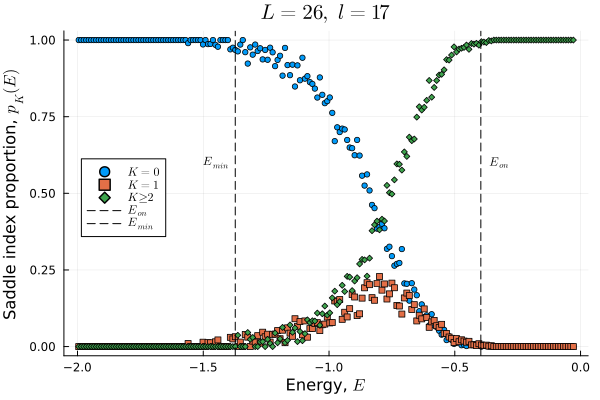 L = 26, l = 17
Saddle index proportion, p_K(E)
1.00
0.75
0.50
0.25
0.00
E_min
E_on
K = 0
K = 1
K≥2
E_on
E_min
−2.0 −1.5 −1.0 −0.5 0.0
Energy, E